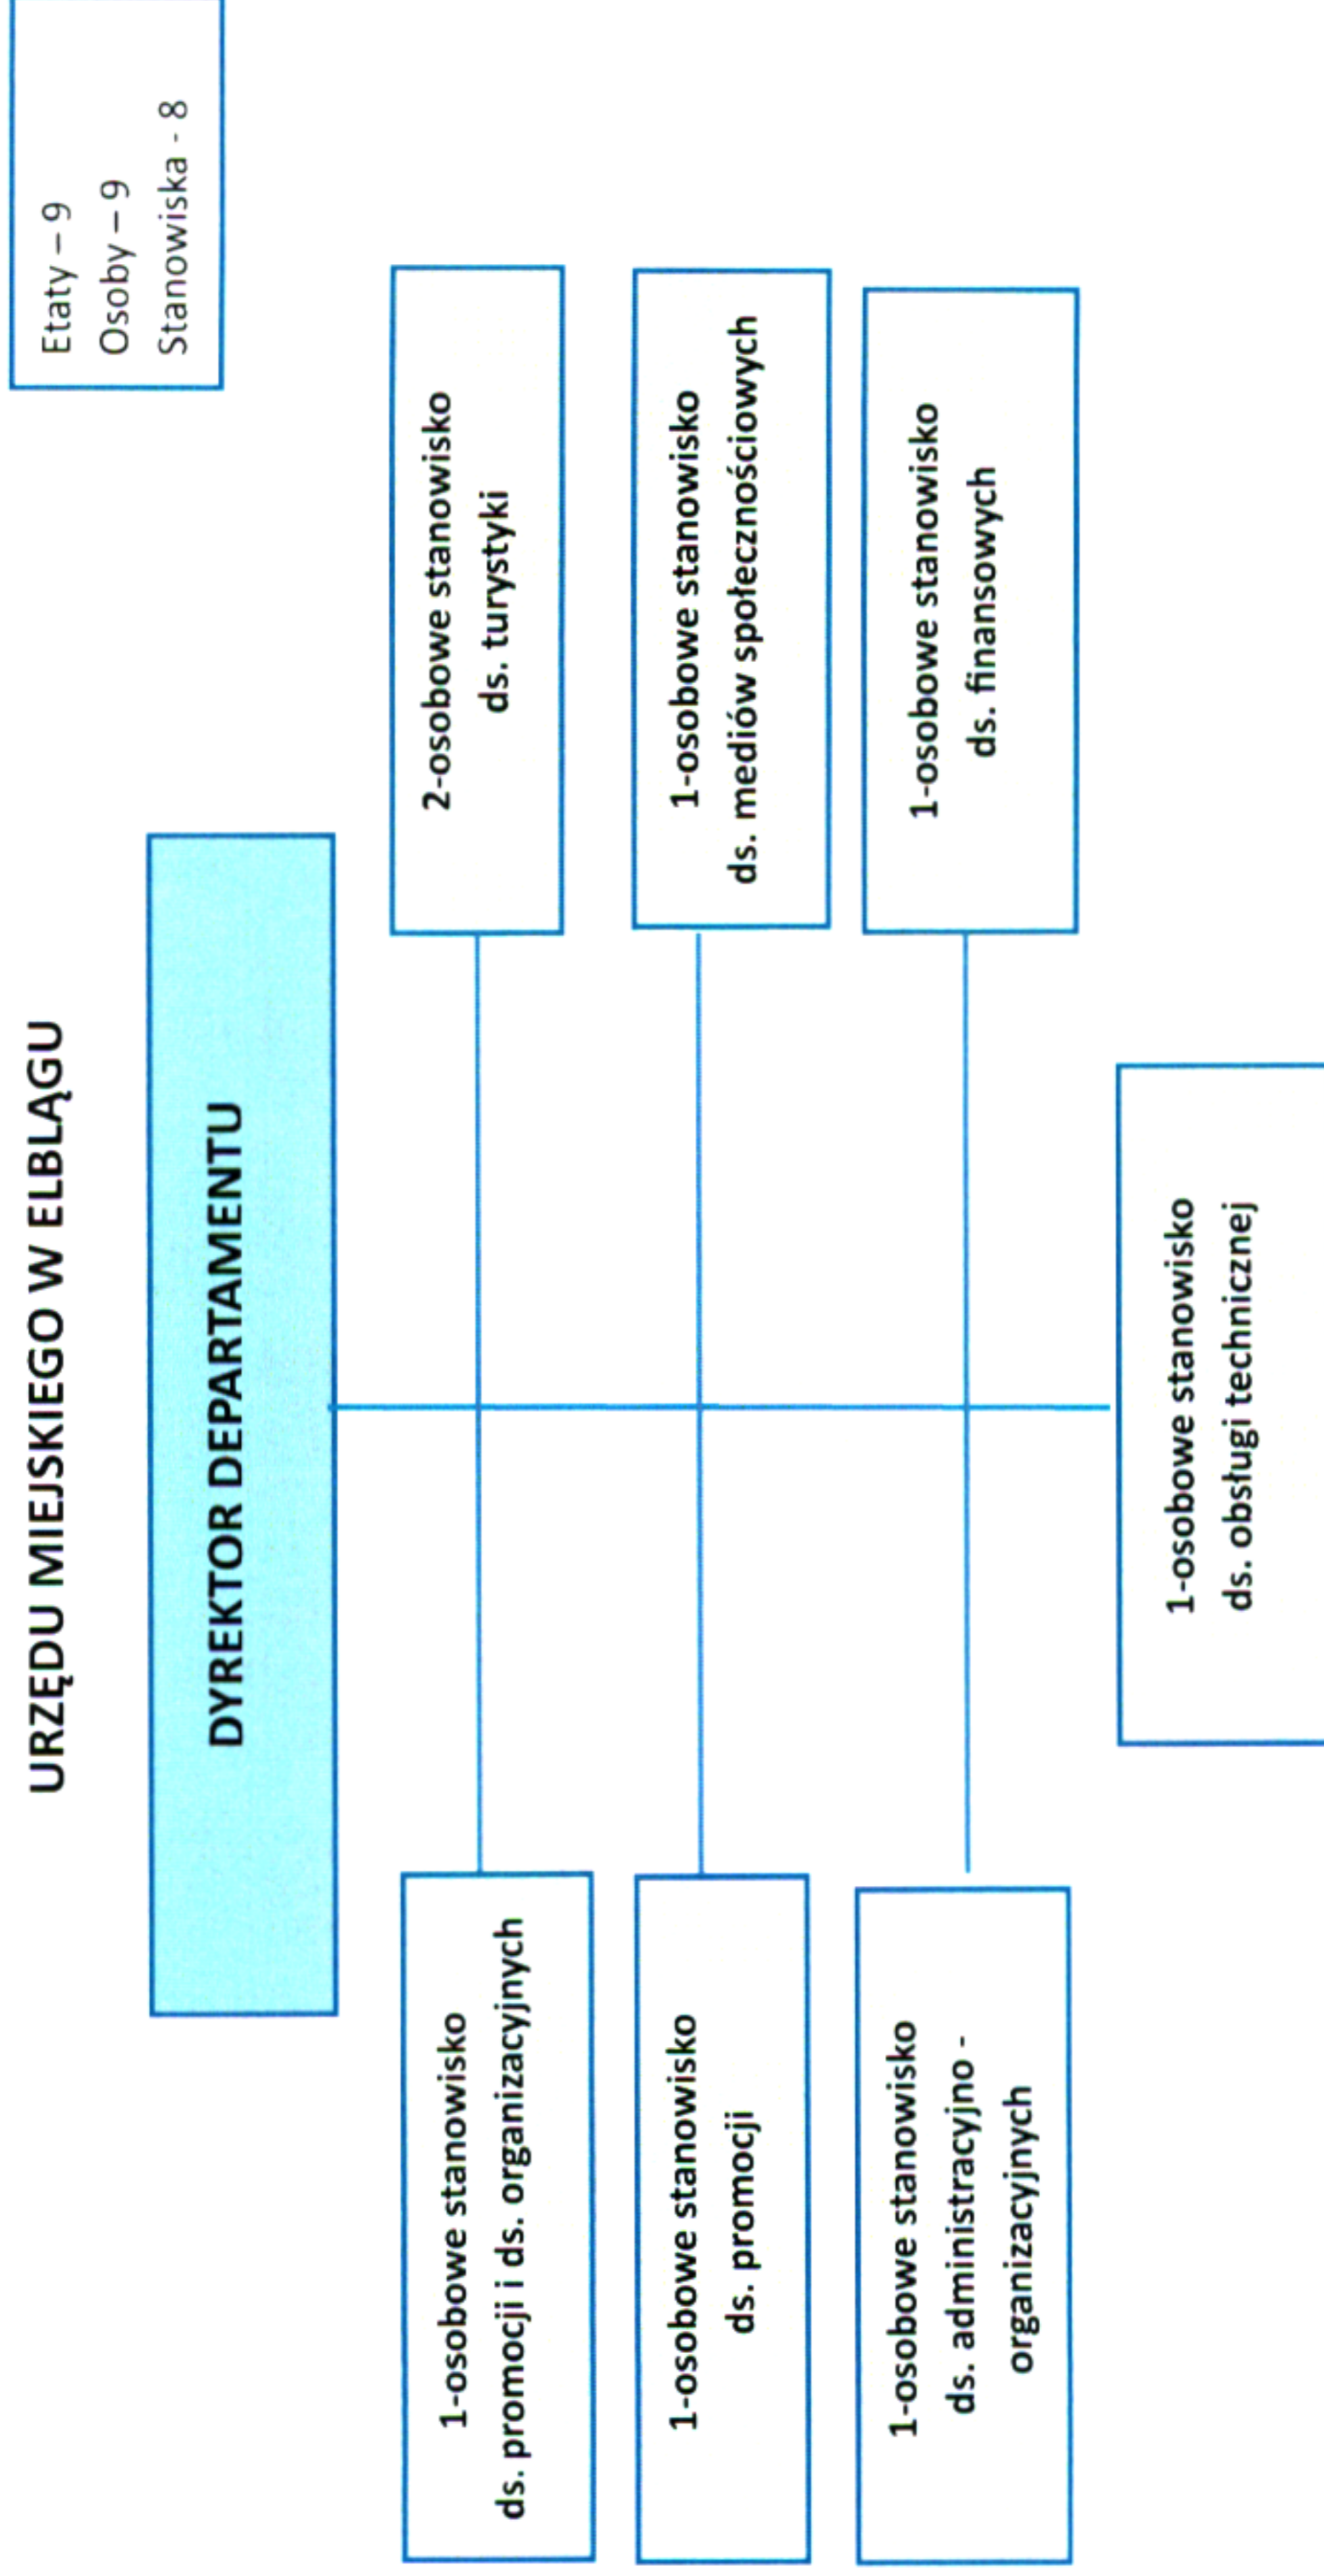 URZĘDU MIEJSKIEGO W ELBLĄGU
Etaty – 9
Osoby – 9
Stanowiska - 8
DYREKTOR DEPARTAMENTU
1-osobowe stanowisko
ds. promocji i ds. organizacyjnych
2-osobowe stanowisko
ds. turystyki
1-osobowe stanowisko
ds. promocji
1-osobowe stanowisko
ds. mediów społecznościowych
1-osobowe stanowisko
ds. administracyjno -
organizacyjnych
1-osobowe stanowisko
ds. finansowych
1-osobowe stanowisko
ds. obsługi technicznej